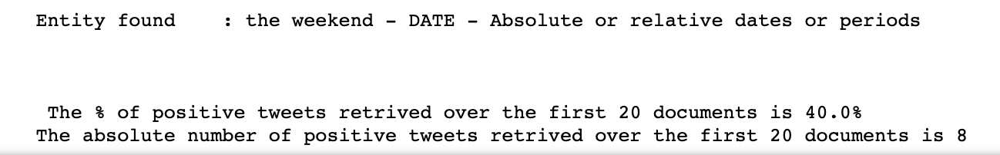 Entity found    : the weekend - DATE - Absolute or relative dates or periods
The % of positive tweets retrived over the first 20 documents is 40.0%
The absolute number of positive tweets retrived over the first 20 documents is 8